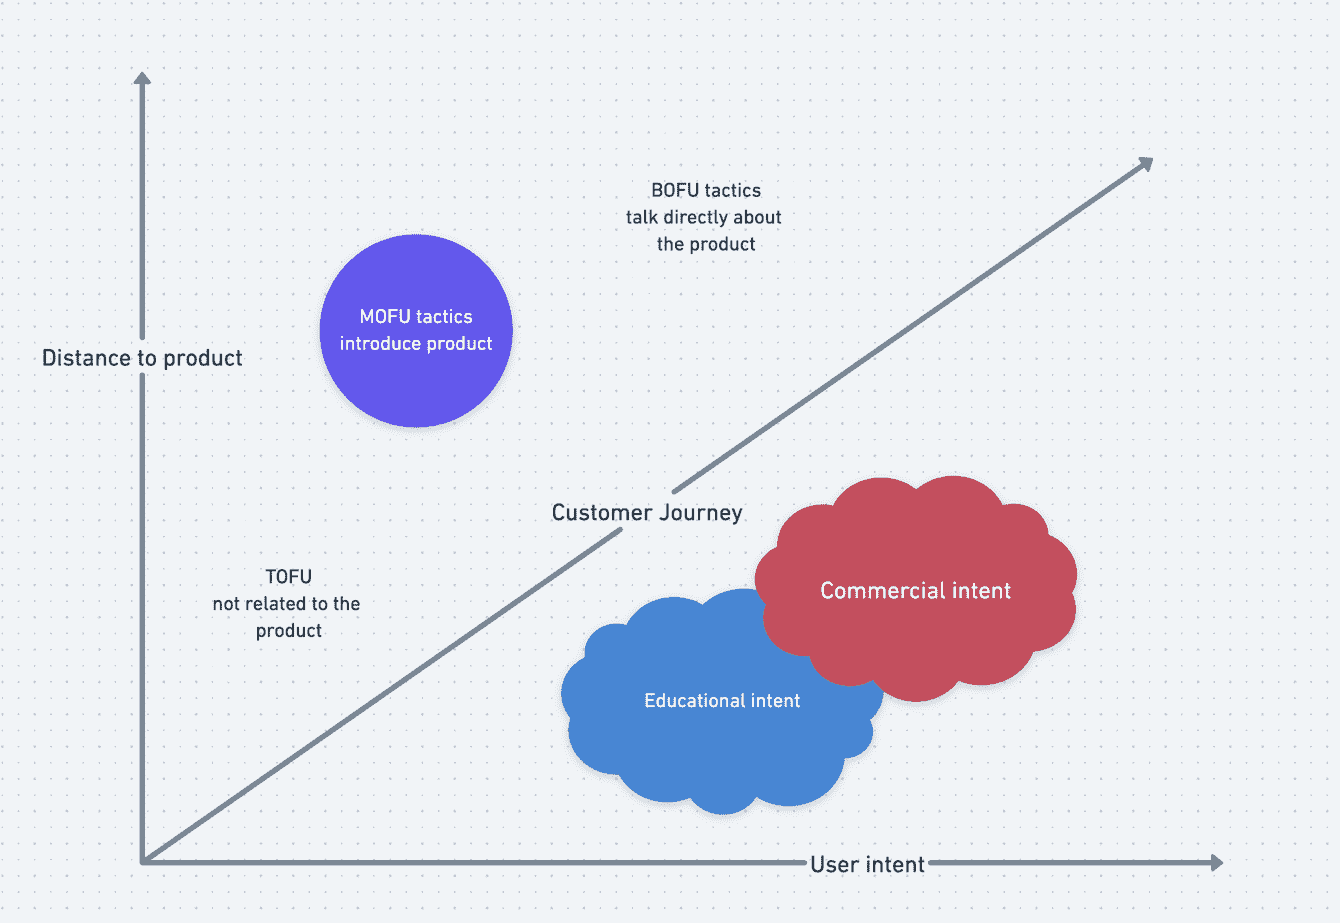 BOFU tactics
talk directly about
the product
MOFU tactics
introduce product
Distance to product
Customer Journey
TOFU
not related to the
product
Commercial intent
Educational intent
User intent